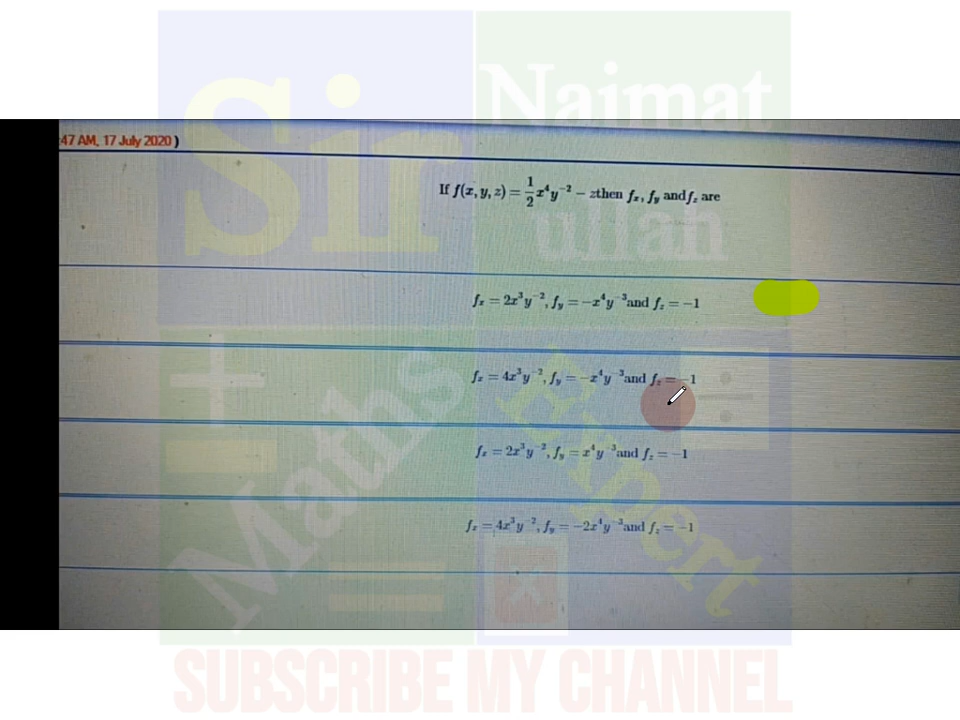 Sir
Naimat
ullah
47 AM, 17 July 2020 )
If f(x, y, z) = 1/2 x⁴y⁻² − z then fₓ, f_y and f_z are
fₓ = 2x³y⁻², f_y = −x⁴y⁻³ and f_z = −1
fₓ = 4x³y⁻², f_y = −x⁴y⁻³ and f_z = −1
fₓ = 2x³y⁻², f_y = x⁴y⁻³ and f_z = −1
fₓ = 4x³y⁻², f_y = −2x⁴y⁻³ and f_z = −1
Maths
Expert
SUBSCRIBE MY CHANNEL